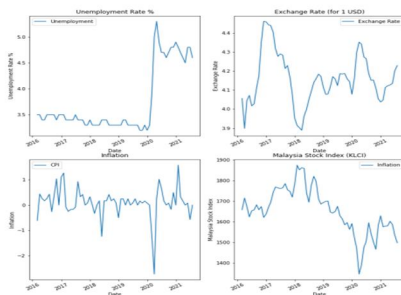 Unemployment Rate %
Unemployment
5.0
4.5
4.0
3.5
Unemployment Rate %
2016
2017
2018
2019
2020
2021
Date
Exchange Rate (for 1 USD)
Exchange Rate
4.4
4.3
4.2
4.1
4.0
3.9
Exchange Rate
2016
2017
2018
2019
2020
2021
Date
Inflation
CPI
1
0
−1
−2
Inflation
2016
2017
2018
2019
2020
2021
Date
Malaysia Stock Index (KLCI)
Inflation
1900
1800
1700
1600
1500
1400
Malaysia Stock Index
2016
2017
2018
2019
2020
2021
Date